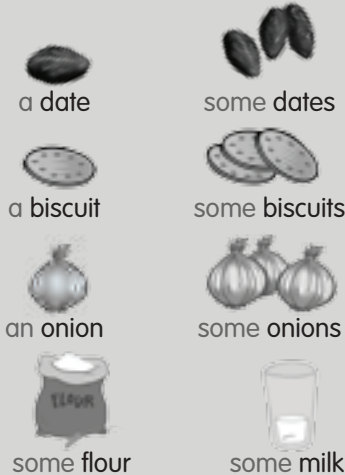 a date
some dates
a biscuit
some biscuits
an onion
some onions
FLOUR
some flour
some milk